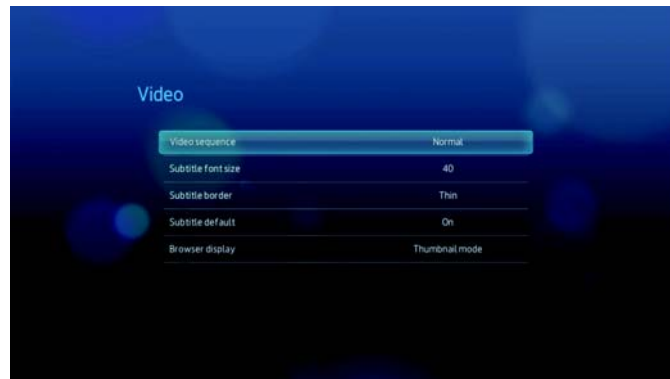 Video
Video sequence Normal
Subtitle font size 40
Subtitle border Thin
Subtitle default On
Browser display Thumbnail mode